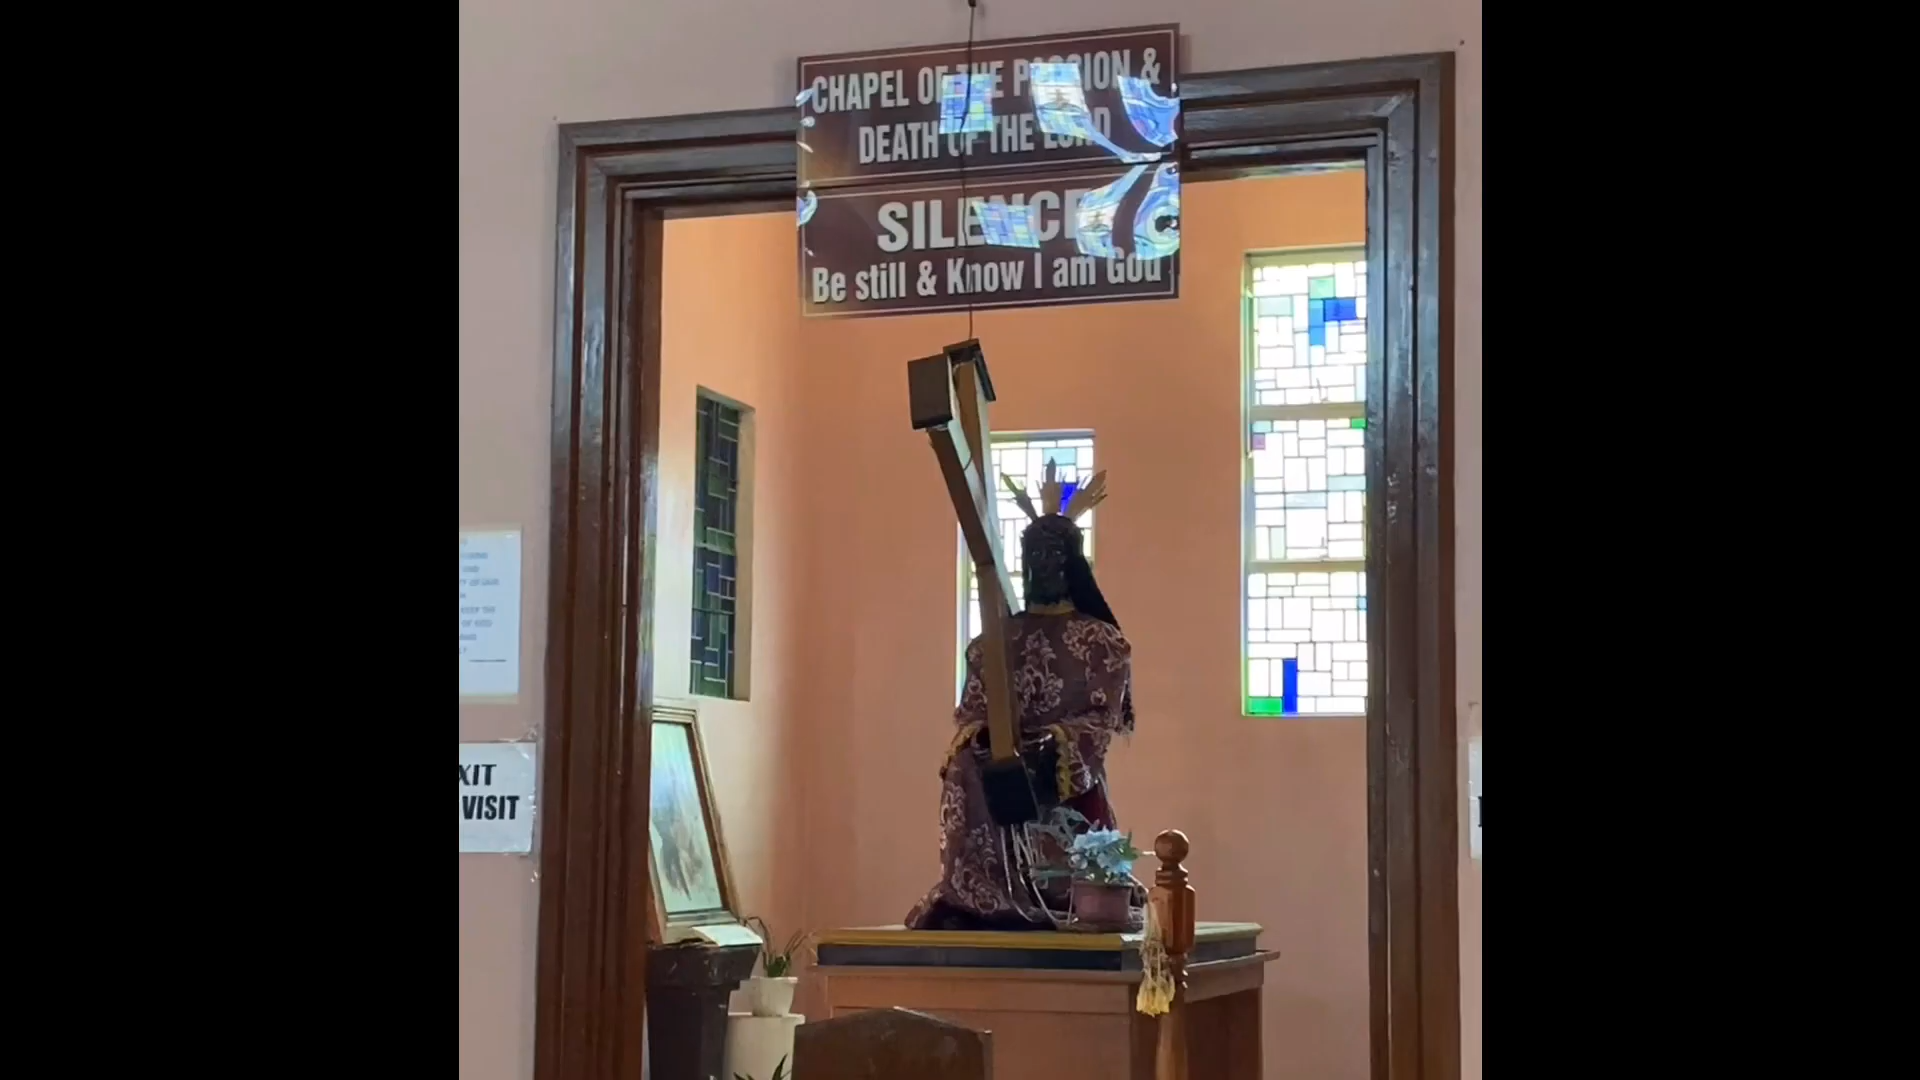 CHAPEL OF THE PASSION &
DEATH OF THE LORD
SILENCE
Be still & Know I am God
XIT
VISIT